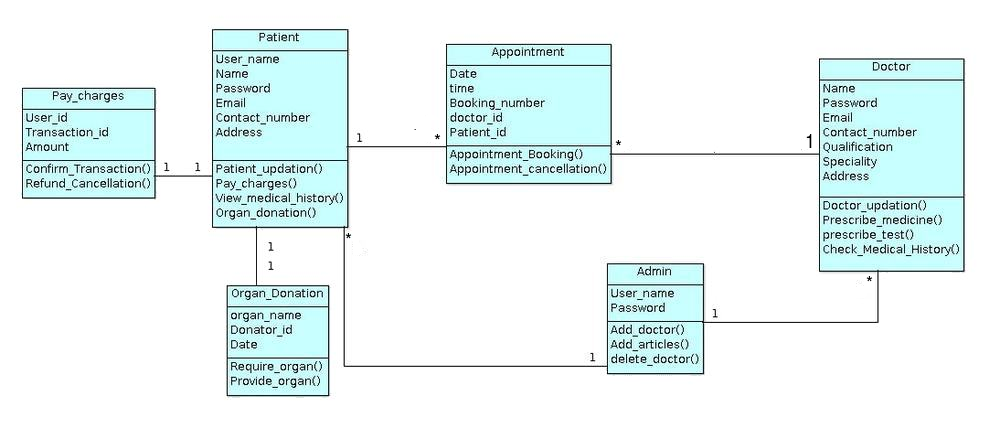 Pay_charges
User_id
Transaction_id
Amount
Confirm_Transaction()
Refund_Cancellation()
1
1
Patient
User_name
Name
Password
Email
Contact_number
Address
Patient_updation()
Pay_charges()
View_medical_history()
Organ_donation()
1
*
Appointment
Date
time
Booking_number
doctor_id
Patient_id
Appointment_Booking()
Appointment_cancellation()
*
1
Doctor
Name
Password
Email
Contact_number
Qualification
Speciality
Address
Doctor_updation()
Prescribe_medicine()
prescribe_test()
Check_Medical_History()
1
1
Organ_Donation
organ_name
Donator_id
Date
Require_organ()
Provide_organ()
*
1
Admin
User_name
Password
Add_doctor()
Add_articles()
delete_doctor()
1
*